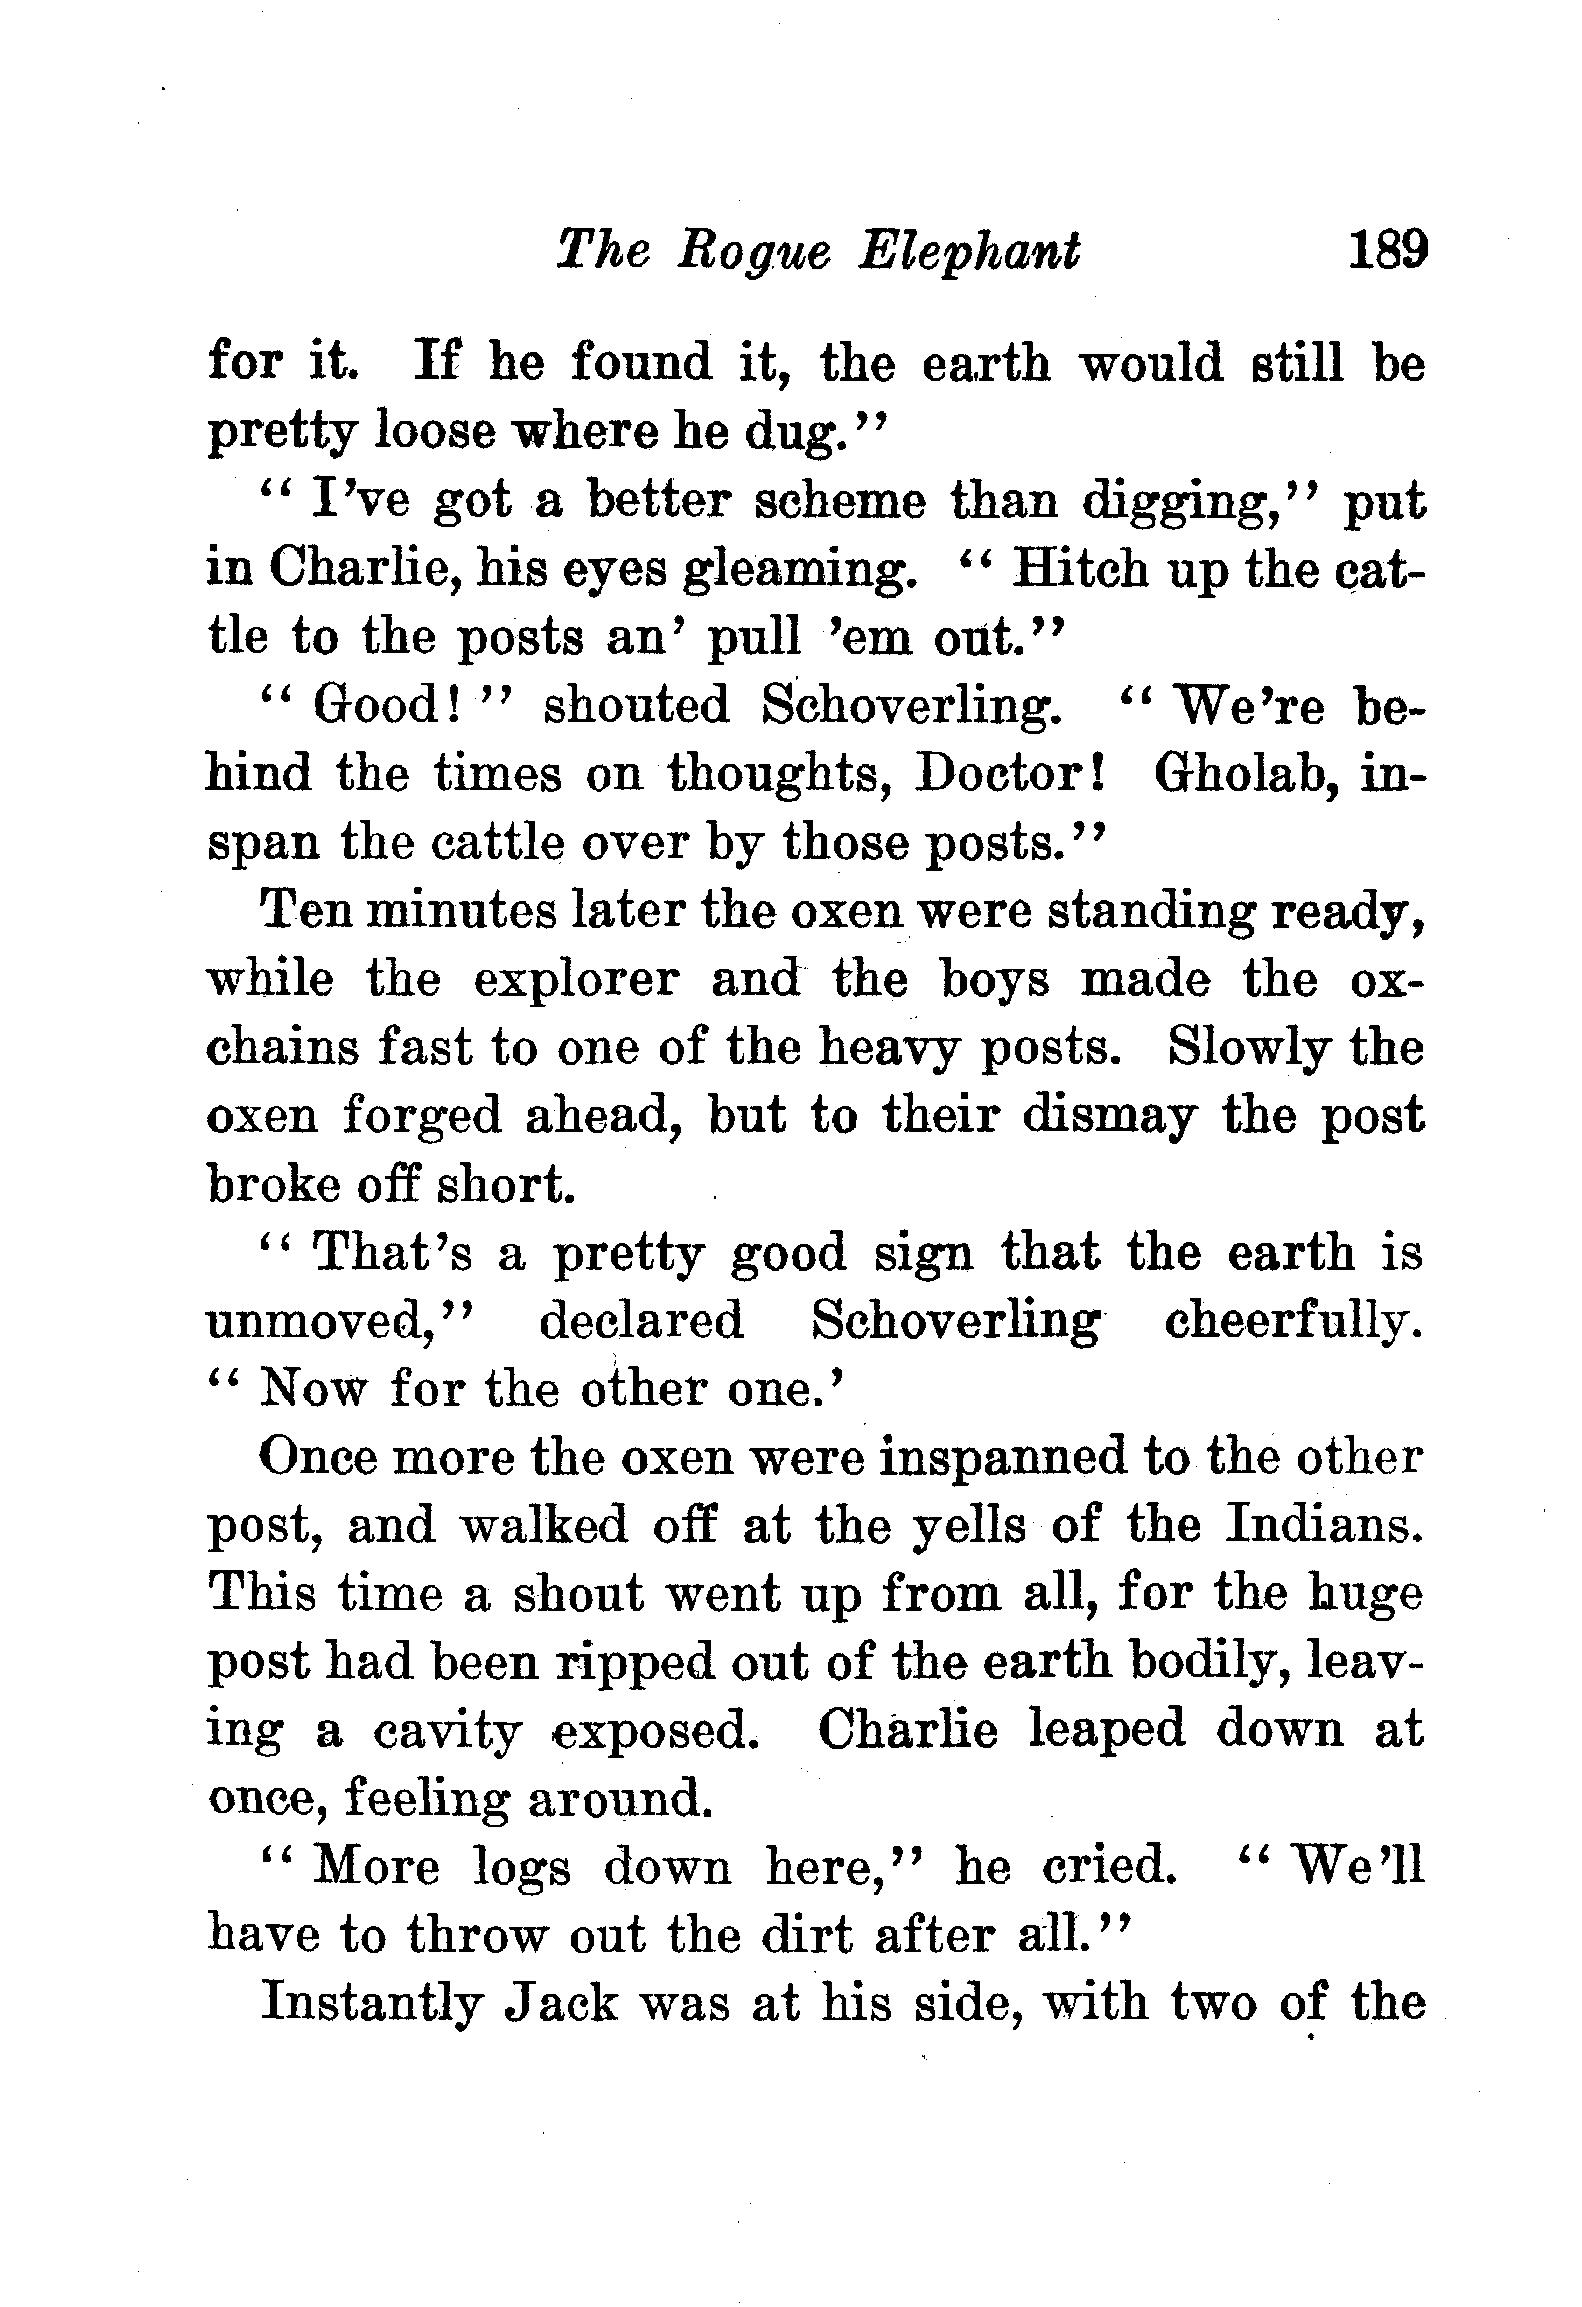 The Rogue Elephant 189
for it. If he found it, the earth would still be
pretty loose where he dug."
" I've got a better scheme than digging," put
in Charlie, his eyes gleaming. " Hitch up the cat-
tle to the posts an' pull 'em out."
" Good! " shouted Schoverling. " We're be-
hind the times on thoughts, Doctor! Gholab, in-
span the cattle over by those posts."
Ten minutes later the oxen were standing ready,
while the explorer and the boys made the ox-
chains fast to one of the heavy posts. Slowly the
oxen forged ahead, but to their dismay the post
broke off short.
" That's a pretty good sign that the earth is
unmoved," declared Schoverling cheerfully.
" Now for the other one.'
Once more the oxen were inspanned to the other
post, and walked off at the yells of the Indians.
This time a shout went up from all, for the huge
post had been ripped out of the earth bodily, leav-
ing a cavity exposed. Charlie leaped down at
once, feeling around.
" More logs down here," he cried. " We'll
have to throw out the dirt after all."
Instantly Jack was at his side, with two of the